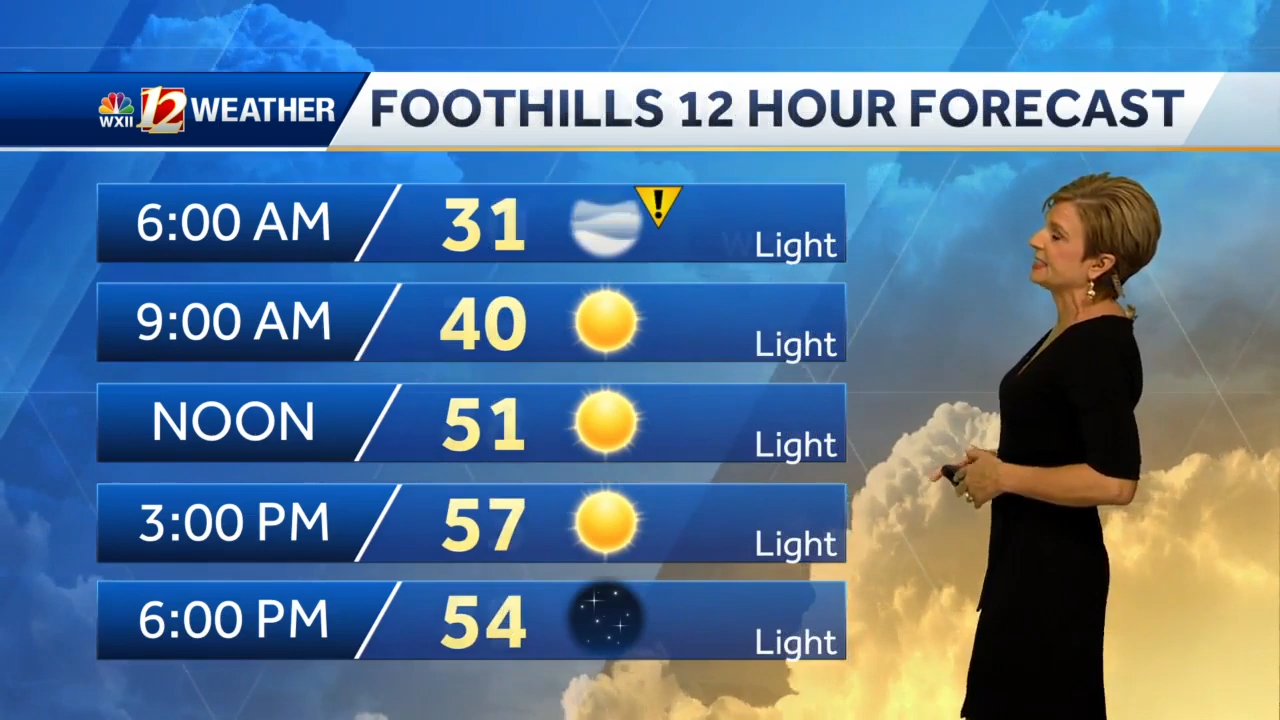 WXII 12 WEATHER
FOOTHILLS 12 HOUR FORECAST
6:00 AM 31 ! Light
9:00 AM 40 Light
NOON 51 Light
3:00 PM 57 Light
6:00 PM 54 Light